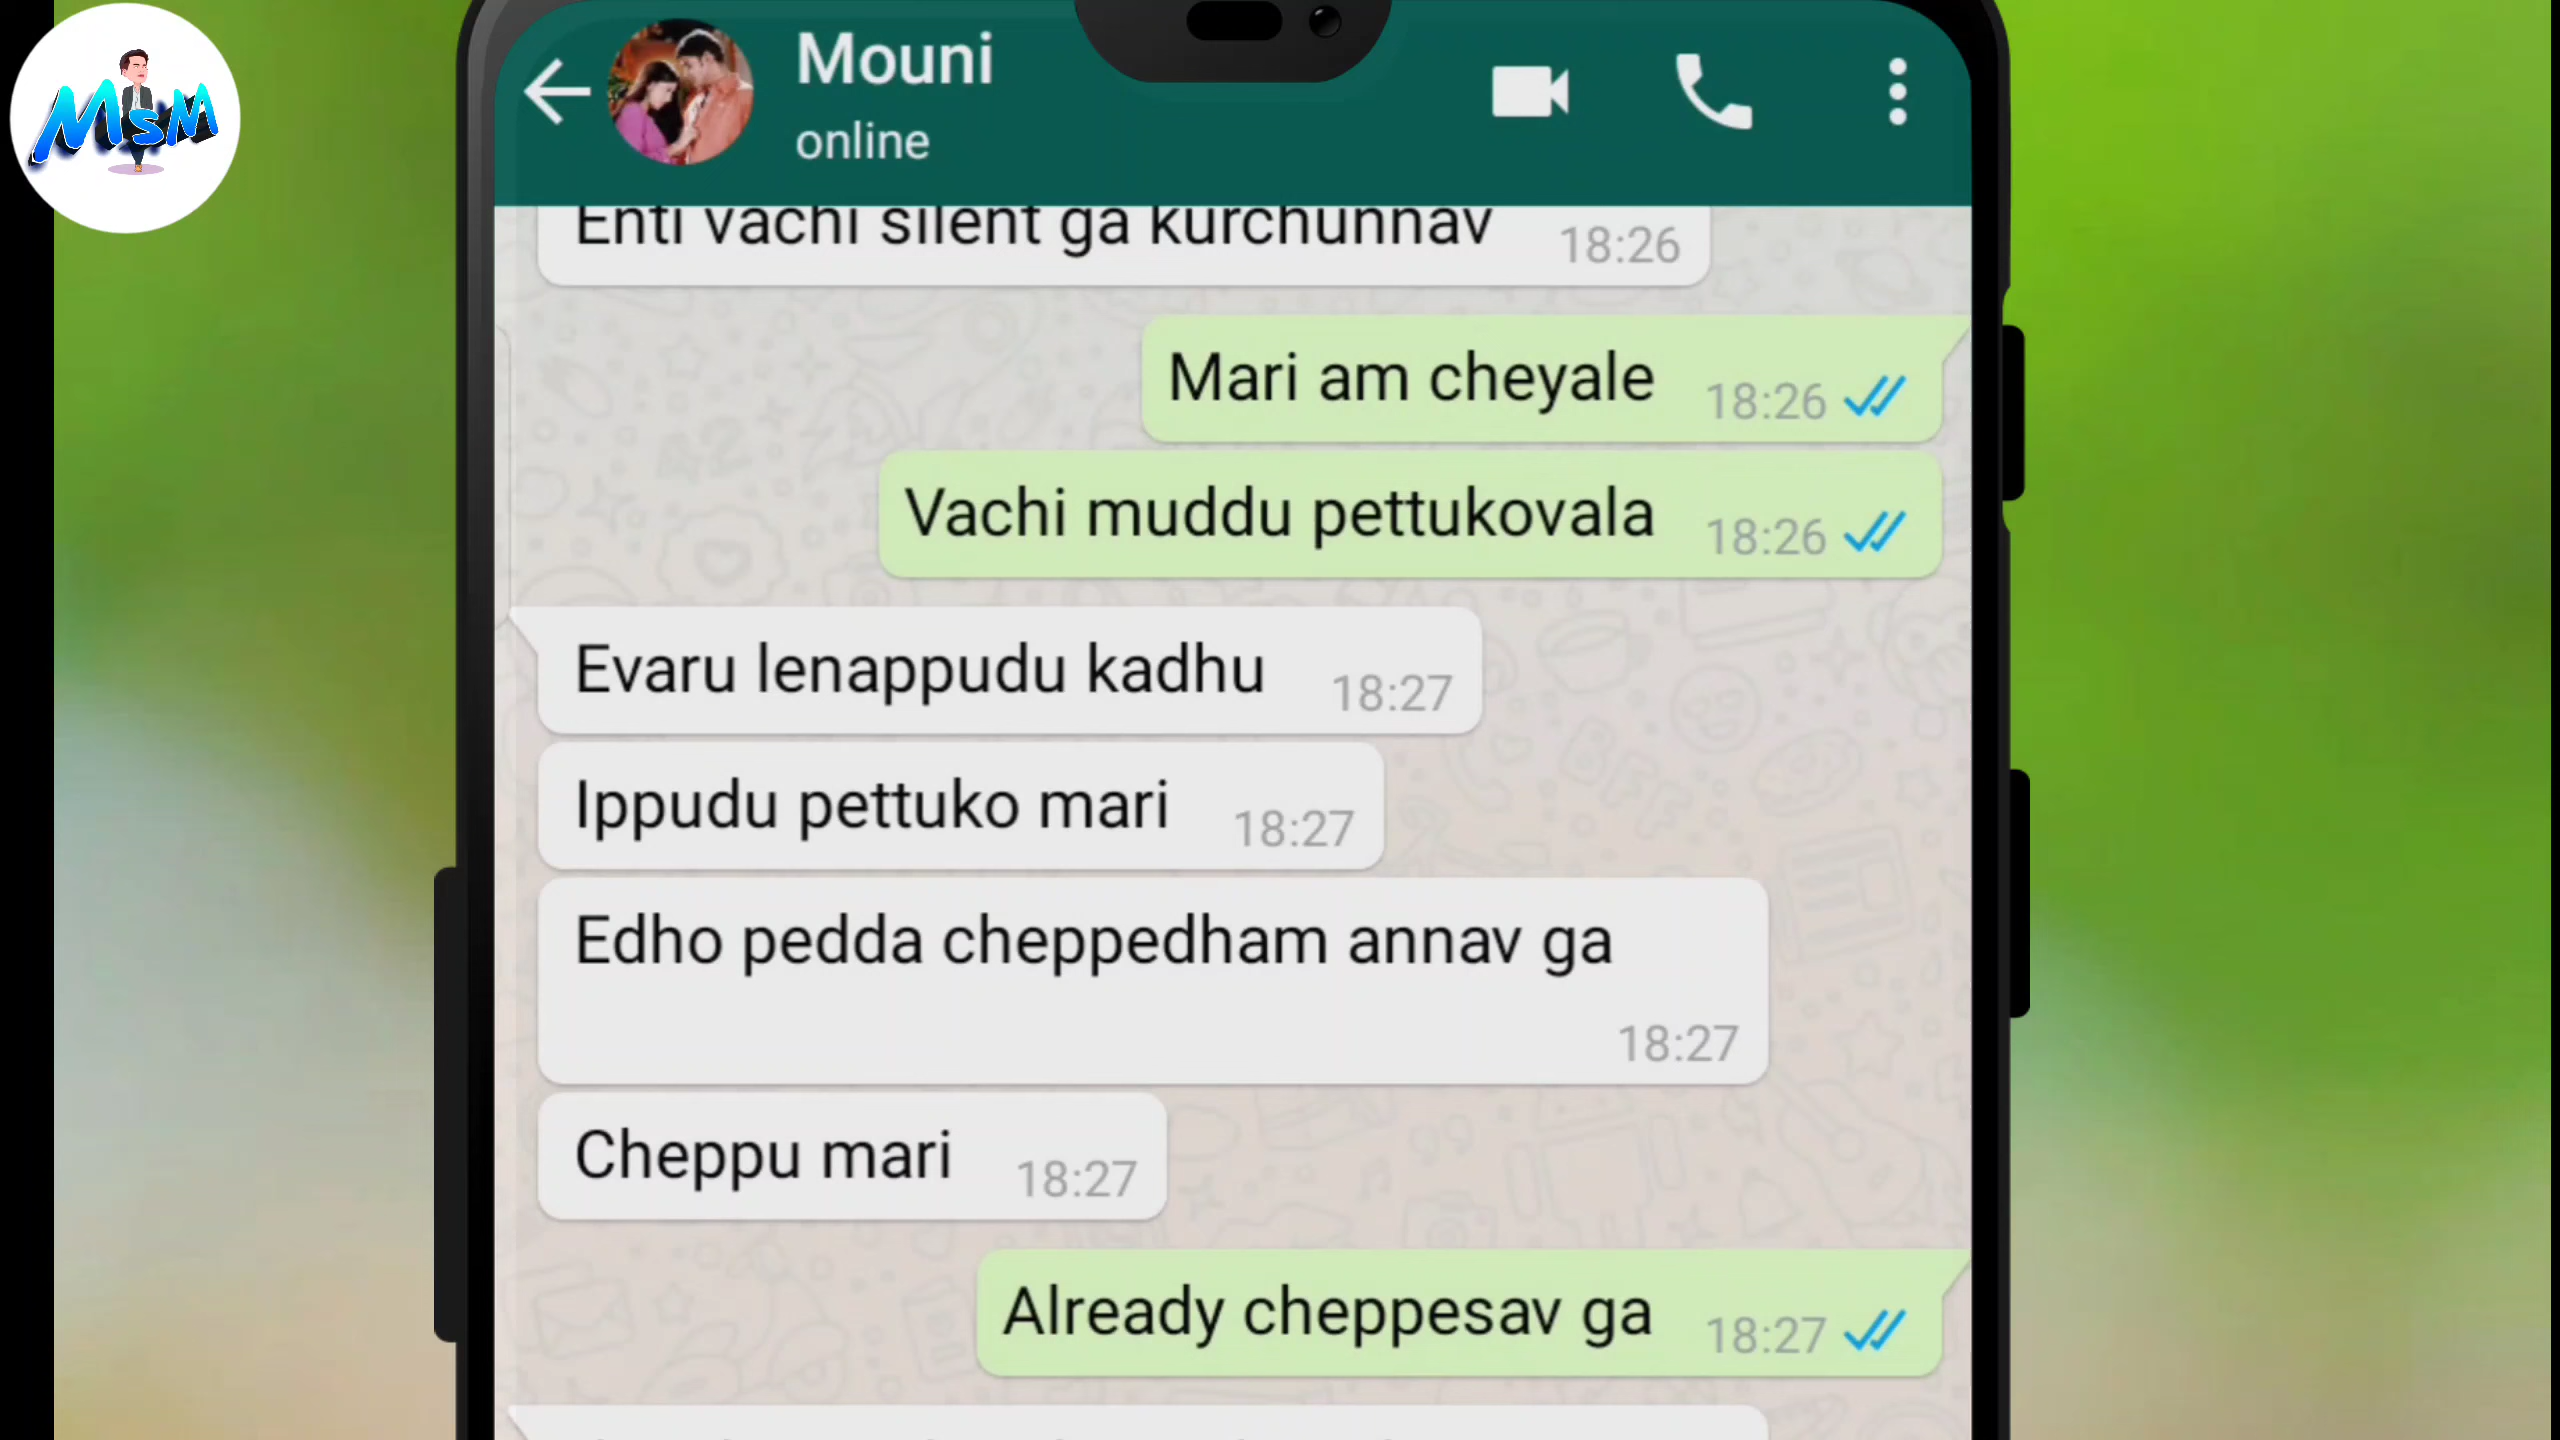 MSM
Mouni
online
Enti vachi silent ga kurchunnav 18:26
Mari am cheyale 18:26
Vachi muddu pettukovala 18:26
Evaru lenappudu kadhu 18:27
Ippudu pettuko mari 18:27
Edho pedda cheppedham annav ga
18:27
Cheppu mari 18:27
Already cheppesav ga 18:27